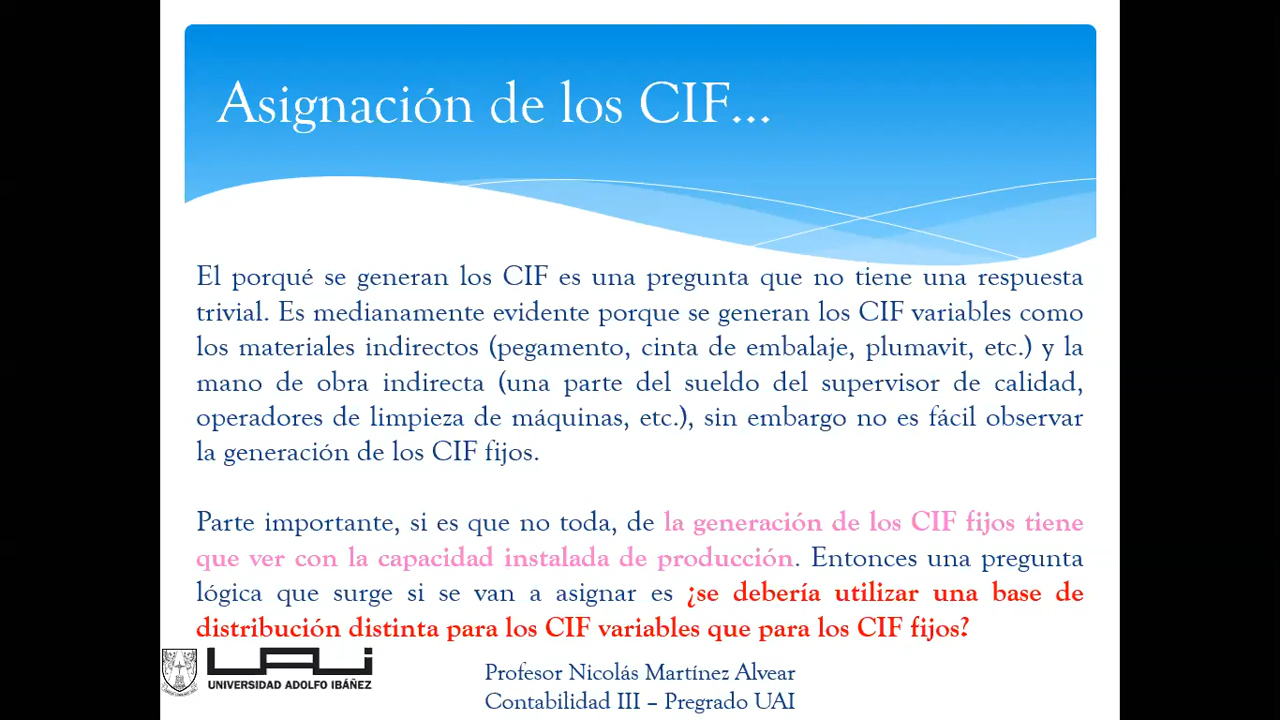 Asignación de los CIF...
El porqué se generan los CIF es una pregunta que no tiene una respuesta
trivial. Es medianamente evidente porque se generan los CIF variables como
los materiales indirectos (pegamento, cinta de embalaje, plumavit, etc.) y la
mano de obra indirecta (una parte del sueldo del supervisor de calidad,
operadores de limpieza de máquinas, etc.), sin embargo no es fácil observar
la generación de los CIF fijos.
Parte importante, si es que no toda, de la generación de los CIF fijos tiene
que ver con la capacidad instalada de producción. Entonces una pregunta
lógica que surge si se van a asignar es ¿se debería utilizar una base de
distribución distinta para los CIF variables que para los CIF fijos?
UAI
UNIVERSIDAD ADOLFO IBÁÑEZ
Profesor Nicolás Martínez Alvear
Contabilidad III – Pregrado UAI